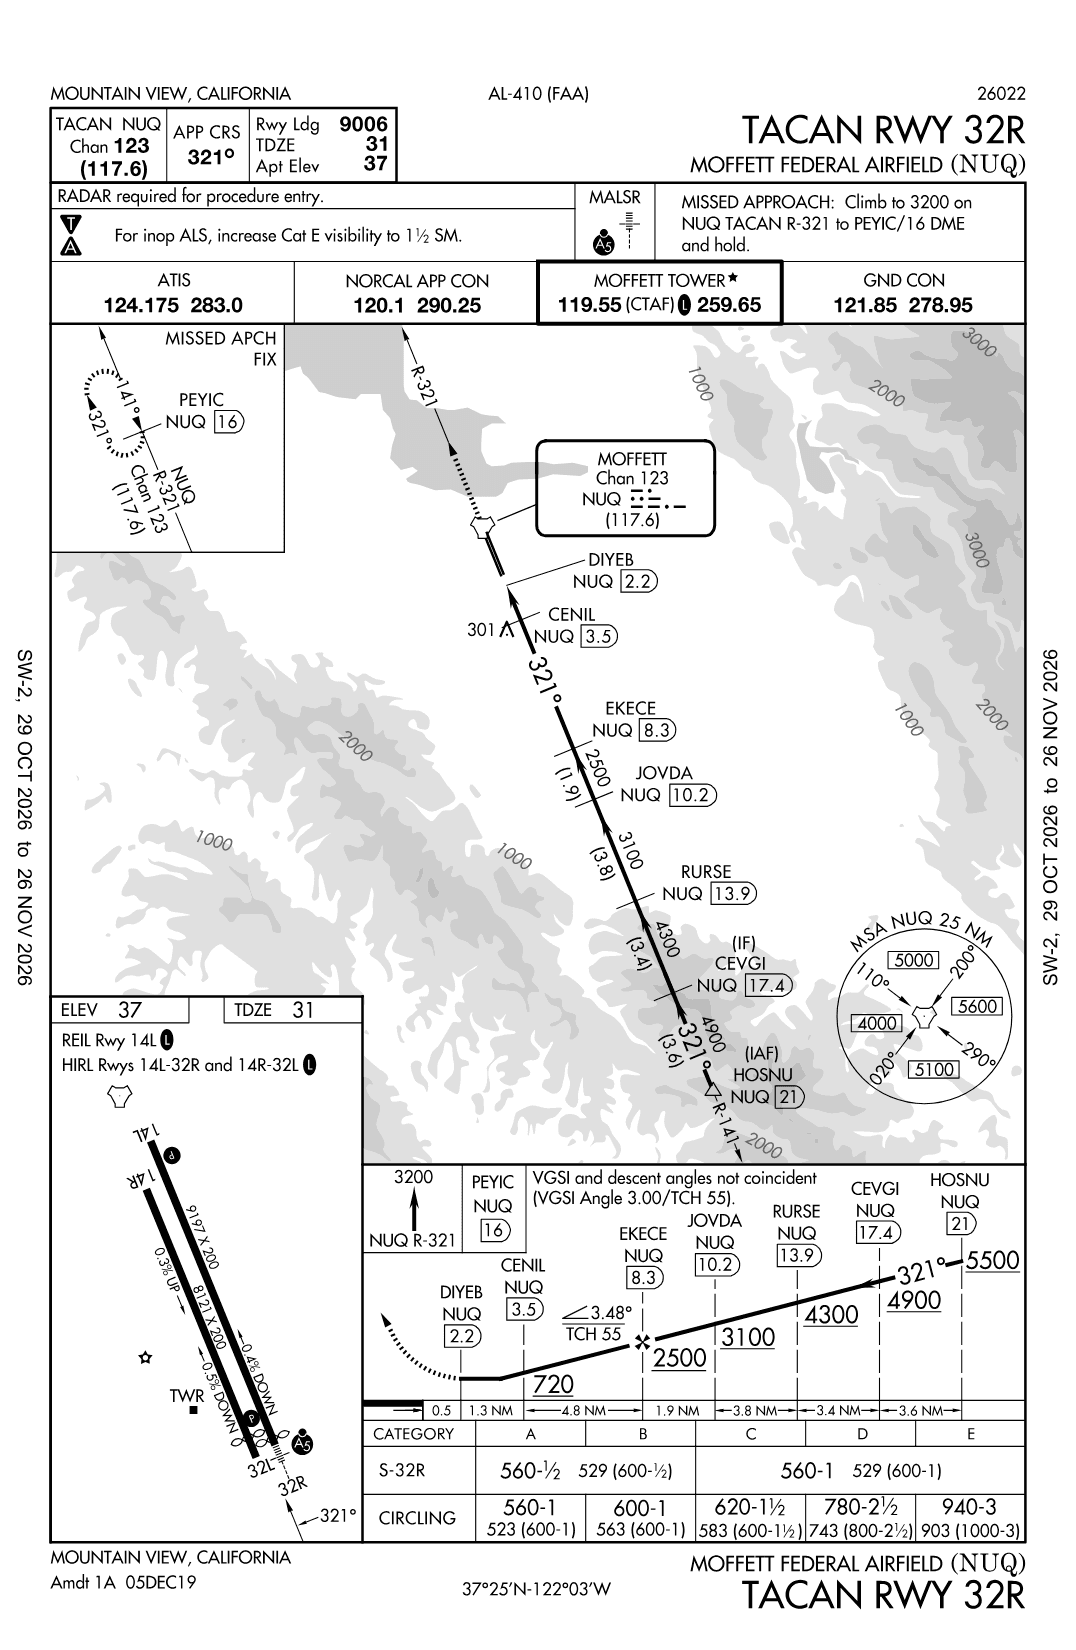 MOUNTAIN VIEW, CALIFORNIA
AL-410 (FAA)
26022
TACAN NUQ
Chan 123
(117.6)
APP CRS
321°
Rwy Ldg 9006
TDZE 31
Apt Elev 37
TACAN RWY 32R
MOFFETT FEDERAL AIRFIELD (NUQ)
RADAR required for procedure entry.
T
A
For inop ALS, increase Cat E visibility to 1½ SM.
MALSR
A5
MISSED APPROACH: Climb to 3200 on
NUQ TACAN R-321 to PEYIC/16 DME
and hold.
ATIS
124.175 283.0
NORCAL APP CON
120.1 290.25
MOFFETT TOWER★
119.55 (CTAF) L 259.65
GND CON
121.85 278.95
MISSED APCH
FIX
PEYIC
NUQ 16
141°
321°
NUQ
R-321
Chan 123
(117.6)
R-321
MOFFETT
Chan 123
NUQ
(117.6)
1000
2000
3000
3000
1000
2000
2000
1000
1000
2000
DIYEB
NUQ 2.2
CENIL
NUQ 3.5
301
321°
EKECE
NUQ 8.3
2500
(1.9)
JOVDA
NUQ 10.2
3100
(3.8)
RURSE
NUQ 13.9
4300
(3.4)
(IF)
CEVGI
NUQ 17.4
4900
321°
(3.6)
(IAF)
HOSNU
NUQ 21
R-141
MSA NUQ 25 NM
110°
5000
200°
5600
4000
020°
5100
290°
SW-2, 29 OCT 2026 to 26 NOV 2026
SW-2, 29 OCT 2026 to 26 NOV 2026
ELEV 37
TDZE 31
REIL Rwy 14L L
HIRL Rwys 14L-32R and 14R-32L L
14L
14R
P
9197 X 200
0.3% UP
8121 X 200
0.4% DOWN
0.5% DOWN
TWR
P
A5
32L
32R
321°
3200
NUQ R-321
PEYIC
NUQ
16
VGSI and descent angles not coincident
(VGSI Angle 3.00/TCH 55).
DIYEB
NUQ
2.2
CENIL
NUQ
3.5
EKECE
NUQ
8.3
JOVDA
NUQ
10.2
RURSE
NUQ
13.9
CEVGI
NUQ
17.4
HOSNU
NUQ
21
3.48°
TCH 55
720
2500
3100
4300
4900
321°
5500
0.5
1.3 NM
4.8 NM
1.9 NM
3.8 NM
3.4 NM
3.6 NM
CATEGORY A B C D E
S-32R 560-½ 529 (600-½) 560-1 529 (600-1)
CIRCLING
560-1
523 (600-1)
600-1
563 (600-1)
620-1½
583 (600-1½)
780-2½
743 (800-2½)
940-3
903 (1000-3)
MOUNTAIN VIEW, CALIFORNIA
Amdt 1A 05DEC19
37°25'N-122°03'W
MOFFETT FEDERAL AIRFIELD (NUQ)
TACAN RWY 32R